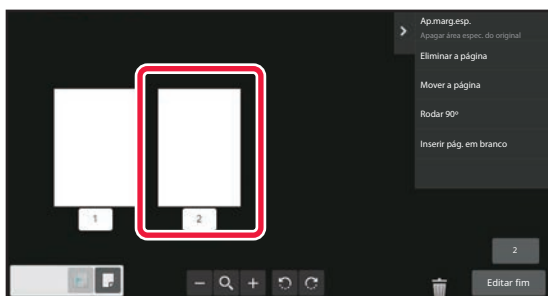 Ap.marg.esp.
Apagar área espec. do original
Eliminar a página
Mover a página
Rodar 90º
Inserir pág. em branco
1
2
2
Editar fim